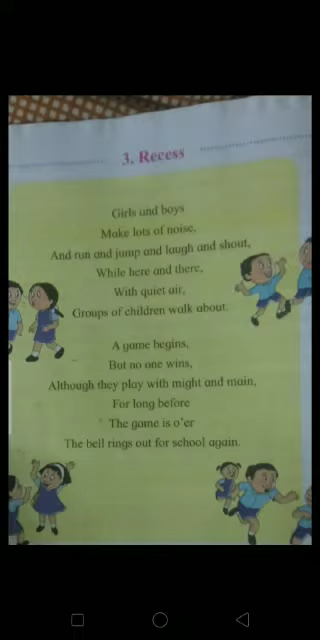 3. Recess
Girls and boys
Make lots of noise,
And run and jump and laugh and shout,
While here and there,
With quiet air,
Groups of children walk about.
A game begins,
But no one wins,
Although they play with might and main,
For long before
The game is o'er
The bell rings out for school again.